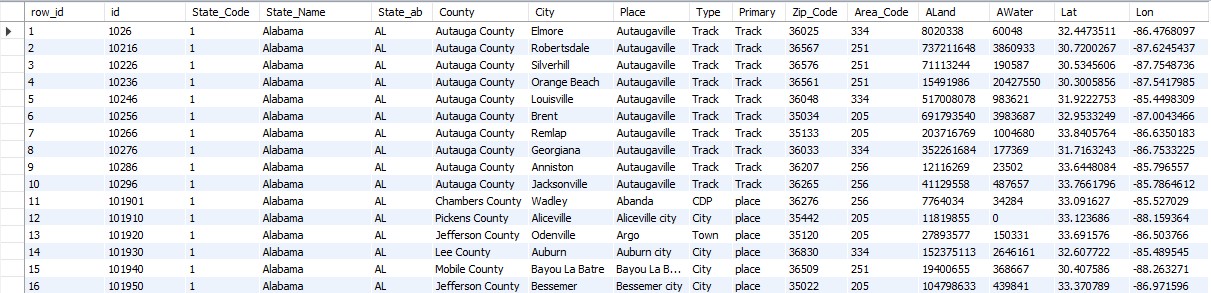 row_id id State_Code State_Name State_ab County City Place Type Primary Zip_Code Area_Code ALand AWater Lat Lon
1 1026 1 Alabama AL Autauga County Elmore Autaugaville Track Track 36025 334 8020338 60048 32.4473511 -86.4768097
2 10216 1 Alabama AL Autauga County Robertsdale Autaugaville Track Track 36567 251 737211648 3860933 30.7200267 -87.6245437
3 10226 1 Alabama AL Autauga County Silverhill Autaugaville Track Track 36576 251 71113244 190587 30.5345606 -87.7548736
4 10236 1 Alabama AL Autauga County Orange Beach Autaugaville Track Track 36561 251 15491986 20427550 30.3005856 -87.5417985
5 10246 1 Alabama AL Autauga County Louisville Autaugaville Track Track 36048 334 517008078 983621 31.9222753 -85.4498309
6 10256 1 Alabama AL Autauga County Brent Autaugaville Track Track 35034 205 691793540 3983687 32.9533249 -87.0043466
7 10266 1 Alabama AL Autauga County Remlap Autaugaville Track Track 35133 205 203716769 1004680 33.8405764 -86.6350183
8 10276 1 Alabama AL Autauga County Georgiana Autaugaville Track Track 36033 334 352261684 177369 31.7163243 -86.7533225
9 10286 1 Alabama AL Autauga County Anniston Autaugaville Track Track 36207 256 12116269 23502 33.6448084 -85.796557
10 10296 1 Alabama AL Autauga County Jacksonville Autaugaville Track Track 36265 256 41129558 487657 33.7661796 -85.7864612
11 101901 1 Alabama AL Chambers County Wadley Abanda CDP place 36276 256 7764034 34284 33.091627 -85.527029
12 101910 1 Alabama AL Pickens County Aliceville Aliceville city City place 35442 205 11819855 0 33.123686 -88.159364
13 101920 1 Alabama AL Jefferson County Odenville Argo Town place 35120 205 27893577 150331 33.691576 -86.503766
14 101930 1 Alabama AL Lee County Auburn Auburn city City place 36830 334 152375113 2646161 32.607722 -85.489545
15 101940 1 Alabama AL Mobile County Bayou La Batre Bayou La B... City place 36509 251 19400655 368667 30.407586 -88.263271
16 101950 1 Alabama AL Jefferson County Bessemer Bessemer city City place 35022 205 104798633 439841 33.370789 -86.971596